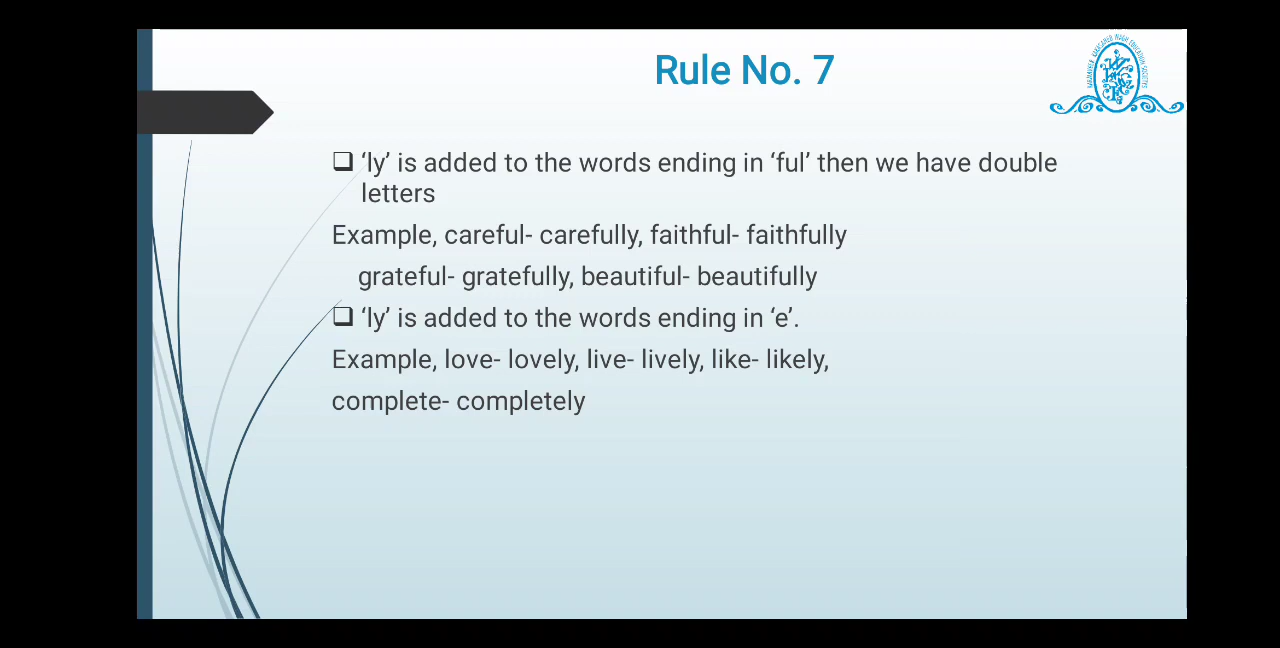 Rule No. 7
‘ly’ is added to the words ending in ‘ful’ then we have double
letters
Example, careful- carefully, faithful- faithfully
grateful- gratefully, beautiful- beautifully
‘ly’ is added to the words ending in ‘e’.
Example, love- lovely, live- lively, like- likely,
complete- completely